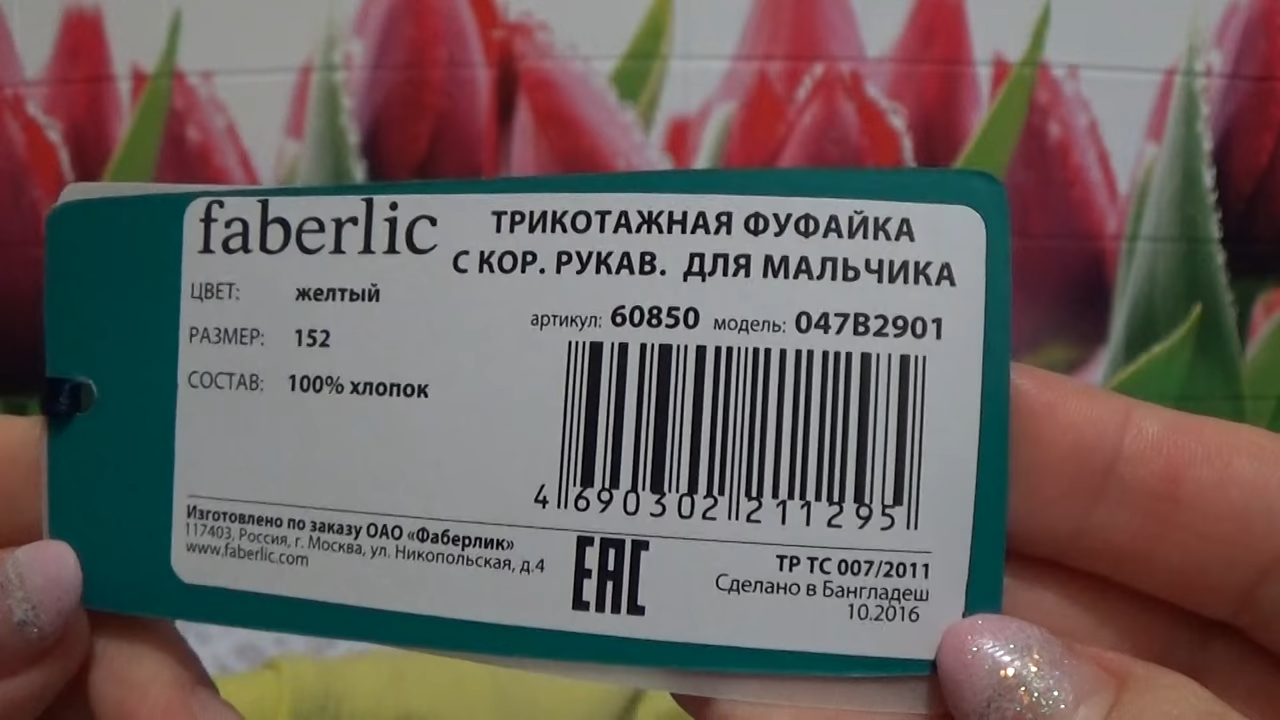 faberlic
ТРИКОТАЖНАЯ ФУФАЙКА
С КОР. РУКАВ. ДЛЯ МАЛЬЧИКА
ЦВЕТ: желтый
РАЗМЕР: 152
СОСТАВ: 100% хлопок
артикул: 60850 модель: 047В2901
4 690302 211295
Изготовлено по заказу ОАО «Фаберлик»
117403, Россия, г. Москва, ул. Никопольская, д.4
www.faberlic.com
EAC
ТР ТС 007/2011
Сделано в Бангладеш
10.2016